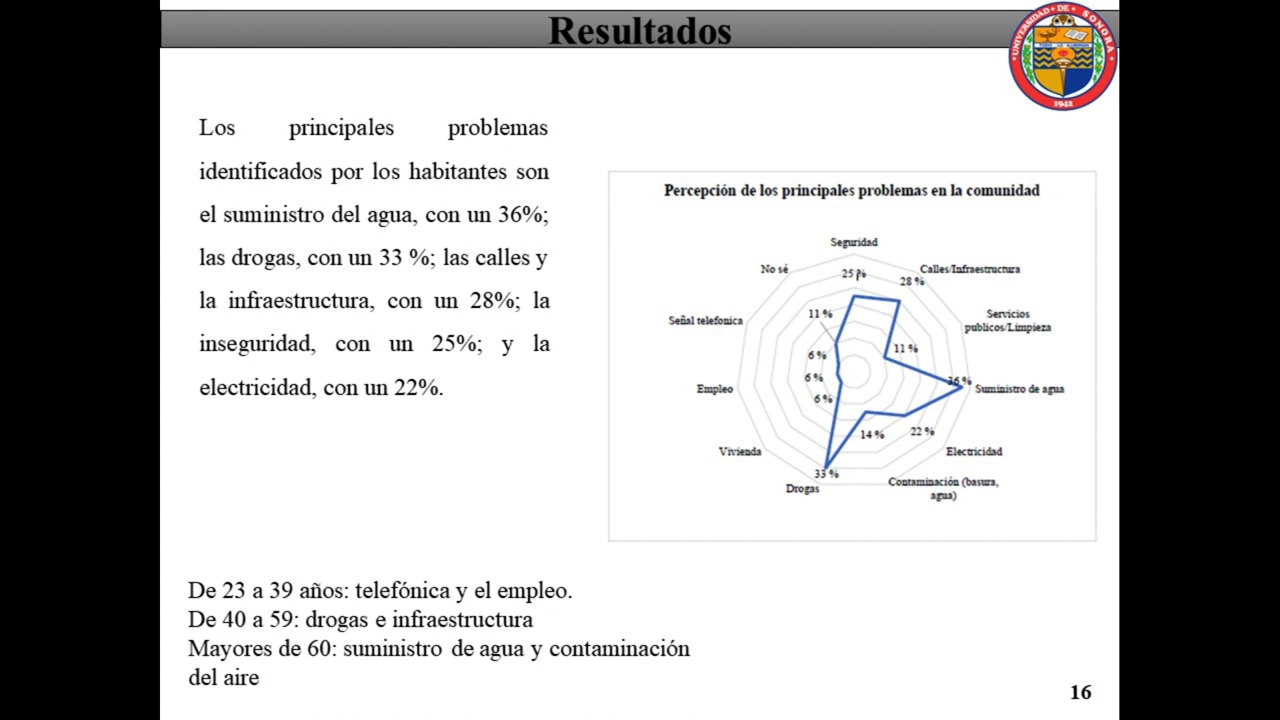 Resultados
UNIVERSIDAD DE SONORA
1942
Los principales problemas
identificados por los habitantes son
el suministro del agua, con un 36%;
las drogas, con un 33 %; las calles y
la infraestructura, con un 28%; la
inseguridad, con un 25%; y la
electricidad, con un 22%.
Percepción de los principales problemas en la comunidad
Seguridad
No sé
Calles/Infraestructura
25 %
28 %
11 %
Señal telefonica
Servicios
publicos/Limpieza
11 %
6 %
6 %
36 %
Empleo
Suministro de agua
6 %
14 %
22 %
Vivienda
Electricidad
33 %
Drogas
Contaminación (basura,
agua)
De 23 a 39 años: telefónica y el empleo.
De 40 a 59: drogas e infraestructura
Mayores de 60: suministro de agua y contaminación
del aire
16